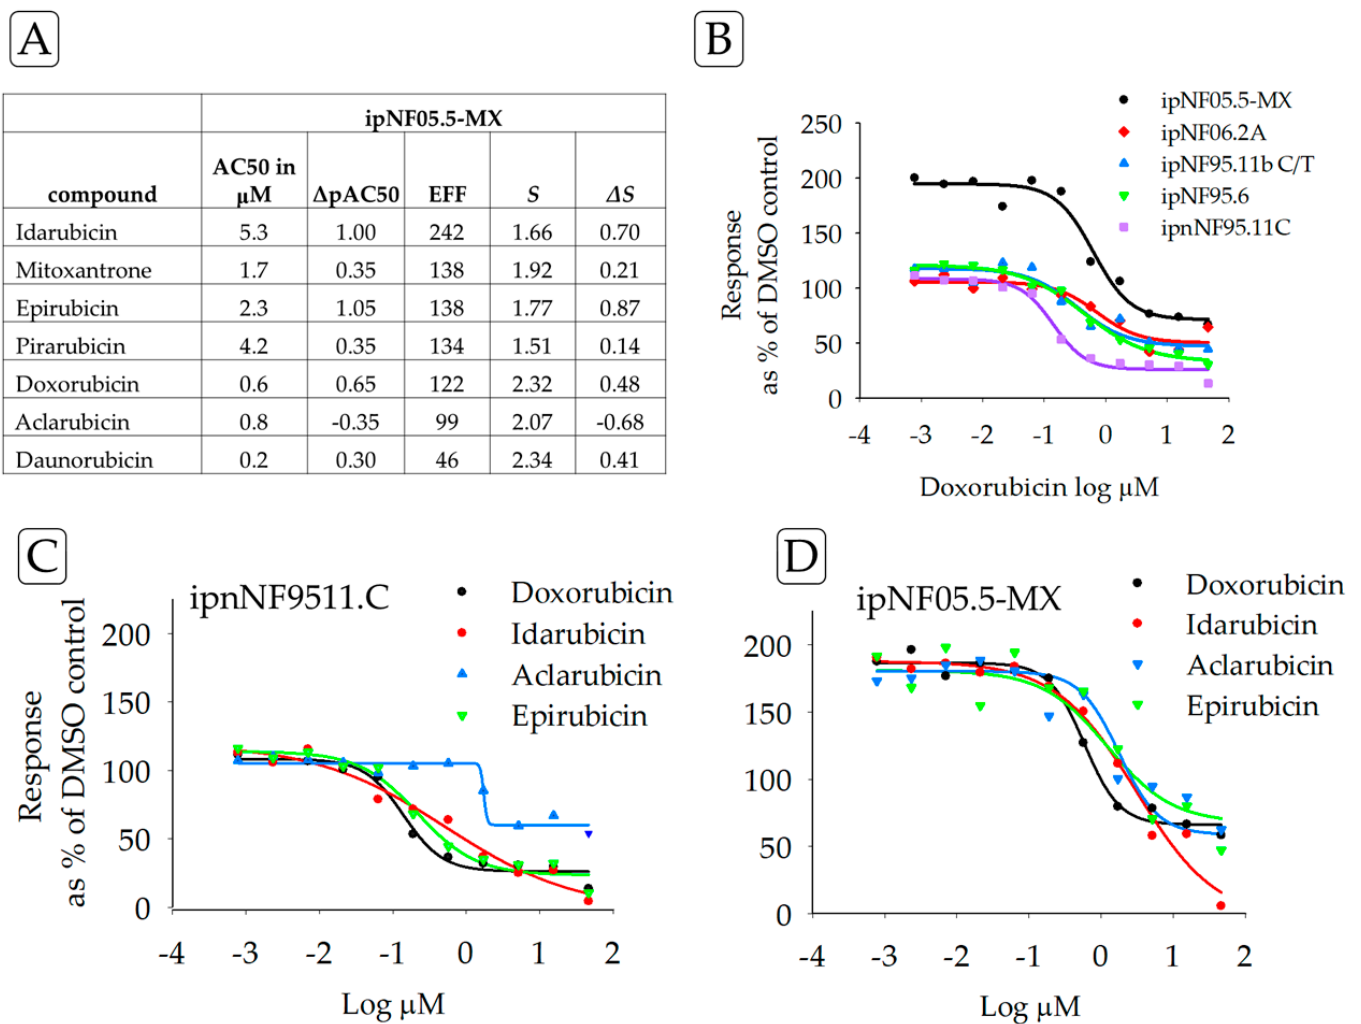 A
ipNF05.5-MX
compound AC50 in µM ΔpAC50 EFF S ΔS
Idarubicin 5.3 1.00 242 1.66 0.70
Mitoxantrone 1.7 0.35 138 1.92 0.21
Epirubicin 2.3 1.05 138 1.77 0.87
Pirarubicin 4.2 0.35 134 1.51 0.14
Doxorubicin 0.6 0.65 122 2.32 0.48
Aclarubicin 0.8 -0.35 99 2.07 -0.68
Daunorubicin 0.2 0.30 46 2.34 0.41
B
ipNF05.5-MX
ipNF06.2A
ipNF95.11b C/T
ipNF95.6
ipnNF95.11C
Response
as % of DMSO control
250
200
150
100
50
0
-4 -3 -2 -1 0 1 2
Doxorubicin log µM
C
ipnNF9511.C
Doxorubicin
Idarubicin
Aclarubicin
Epirubicin
Response
as % of DMSO control
200
150
100
50
0
-4 -3 -2 -1 0 1 2
Log µM
D
ipNF05.5-MX
Doxorubicin
Idarubicin
Aclarubicin
Epirubicin
200
150
100
50
0
-4 -3 -2 -1 0 1 2
Log µM